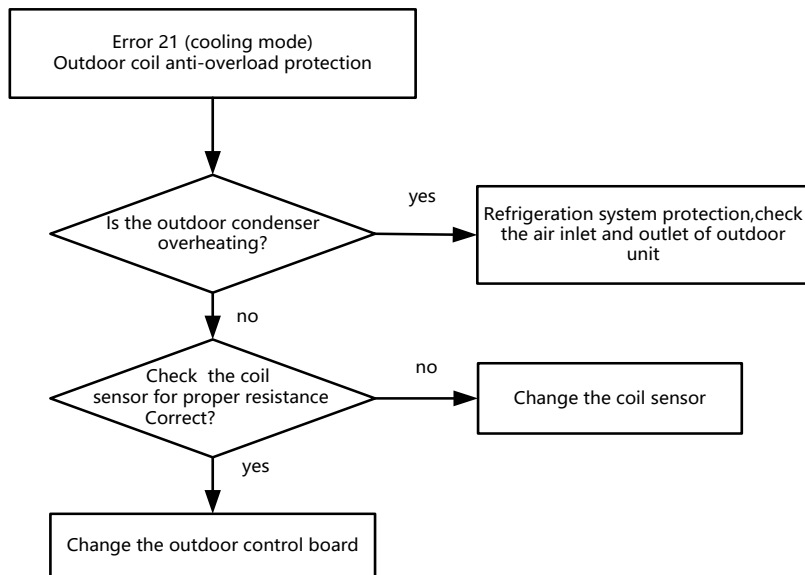 Error 21 (cooling mode)
Outdoor coil anti-overload protection
Is the outdoor condenser
overheating?
yes
Refrigeration system protection,check
the air inlet and outlet of outdoor
unit
no
Check the coil
sensor for proper resistance
Correct?
no
Change the coil sensor
yes
Change the outdoor control board